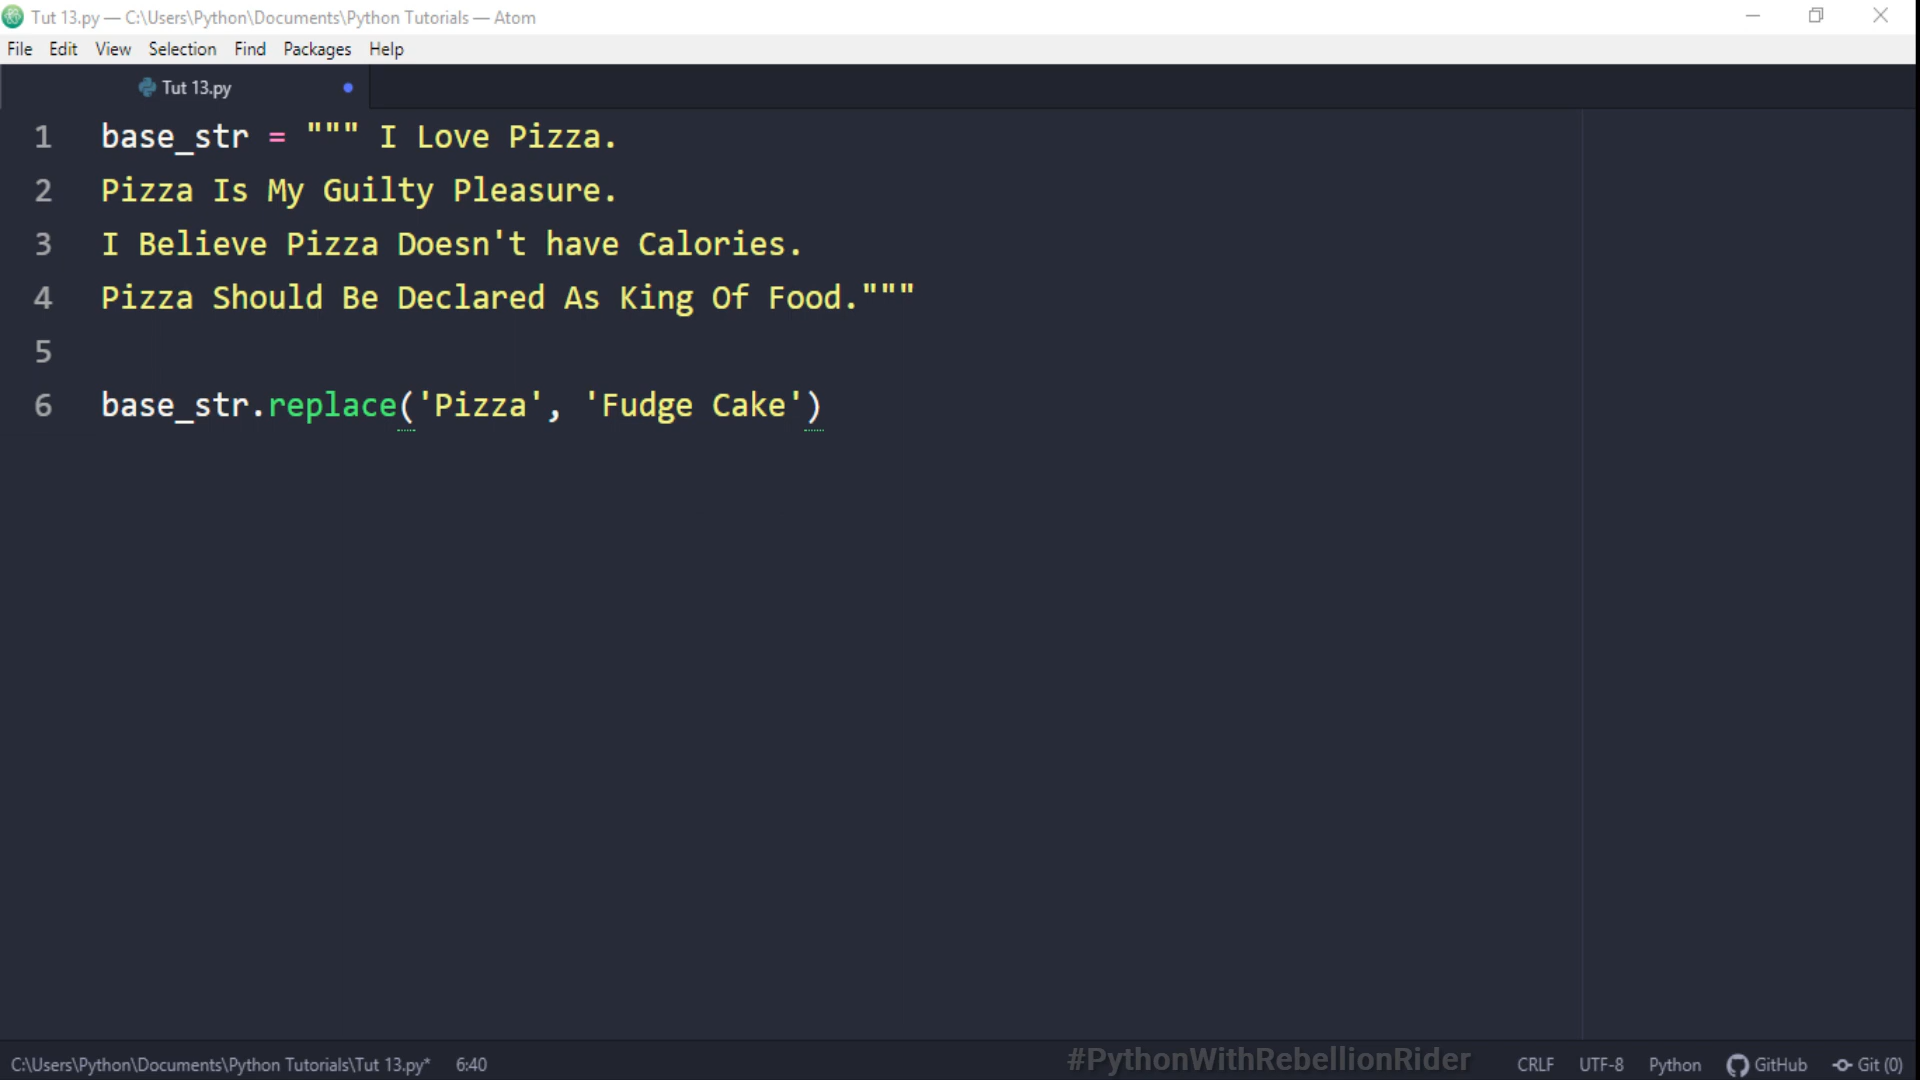 Tut 13.py — C:\Users\Python\Documents\Python Tutorials — Atom
File Edit View Selection Find Packages Help
Tut 13.py
1 base_str = """ I Love Pizza.
2 Pizza Is My Guilty Pleasure.
3 I Believe Pizza Doesn't have Calories.
4 Pizza Should Be Declared As King Of Food."""
5
6 base_str.replace('Pizza', 'Fudge Cake')
C:\Users\Python\Documents\Python Tutorials\Tut 13.py* 6:40 #PythonWithRebellionRider CRLF UTF-8 Python GitHub Git (0)